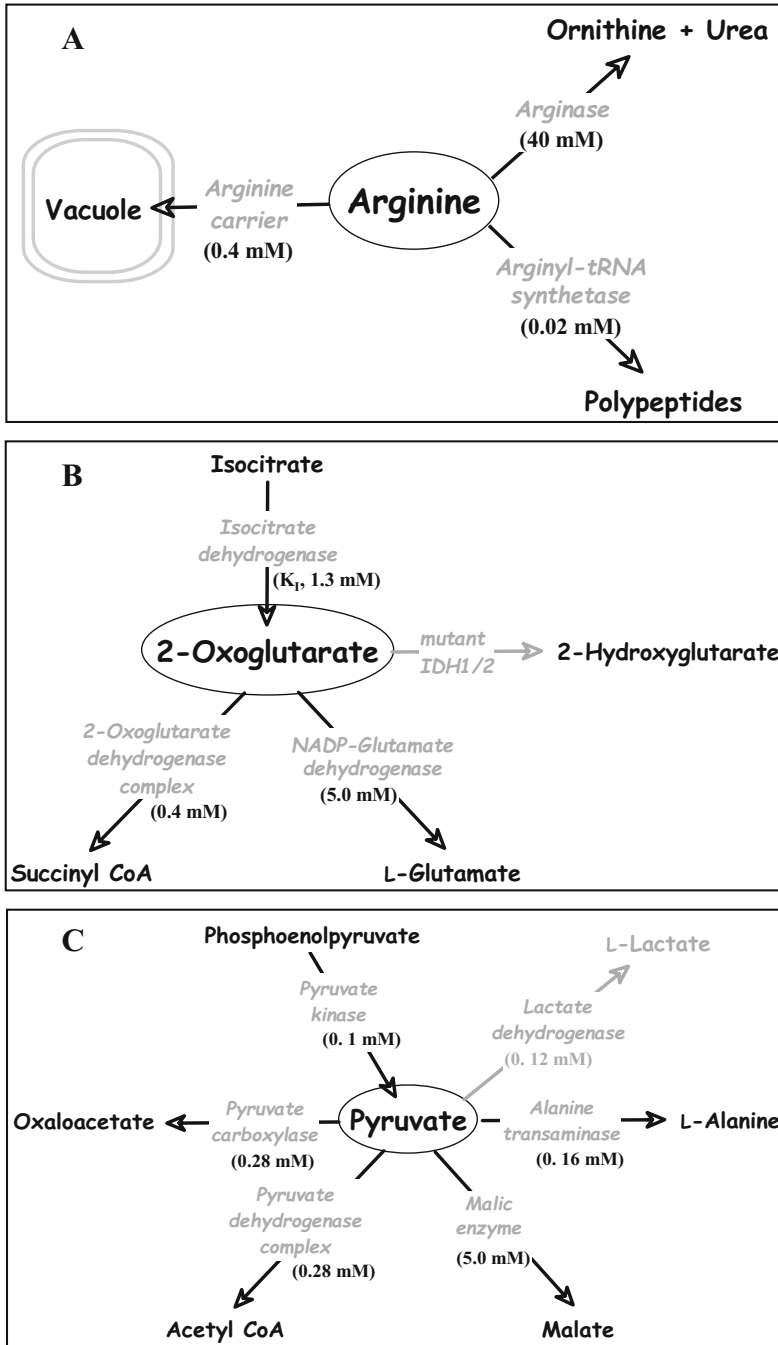 A
Ornithine + Urea
Arginase
(40 mM)
Vacuole
Arginine
carrier
(0.4 mM)
Arginine
Arginyl-tRNA
synthetase
(0.02 mM)
Polypeptides
B
Isocitrate
Isocitrate
dehydrogenase
(K_I, 1.3 mM)
2-Oxoglutarate
mutant
IDH1/2
2-Hydroxyglutarate
2-Oxoglutarate
dehydrogenase
complex
(0.4 mM)
NADP-Glutamate
dehydrogenase
(5.0 mM)
Succinyl CoA
L-Glutamate
C
Phosphoenolpyruvate
L-Lactate
Pyruvate
kinase
(0. 1 mM)
Lactate
dehydrogenase
(0. 12 mM)
Oxaloacetate
Pyruvate
carboxylase
(0.28 mM)
Pyruvate
Alanine
transaminase
(0. 16 mM)
L-Alanine
Pyruvate
dehydrogenase
complex
(0.28 mM)
Malic
enzyme
(5.0 mM)
Acetyl CoA
Malate